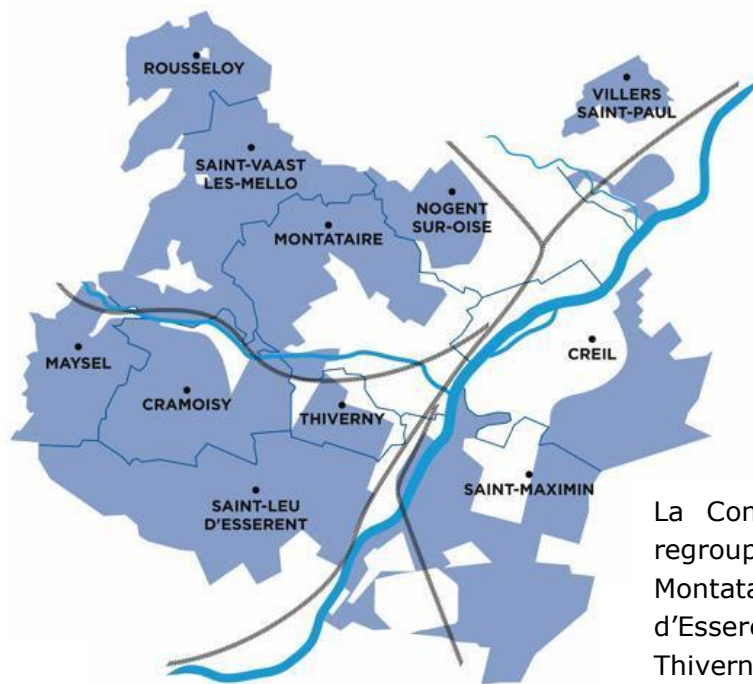 ROUSSELOY
VILLERS
SAINT-PAUL
SAINT-VAAST
LES-MELLO
NOGENT
SUR-OISE
MONTATAIRE
MAYSEL
CREIL
CRAMOISY
THIVERNY
SAINT-LEU
D'ESSERENT
SAINT-MAXIMIN
La
regroup
Montata
d'Esser
Thivern